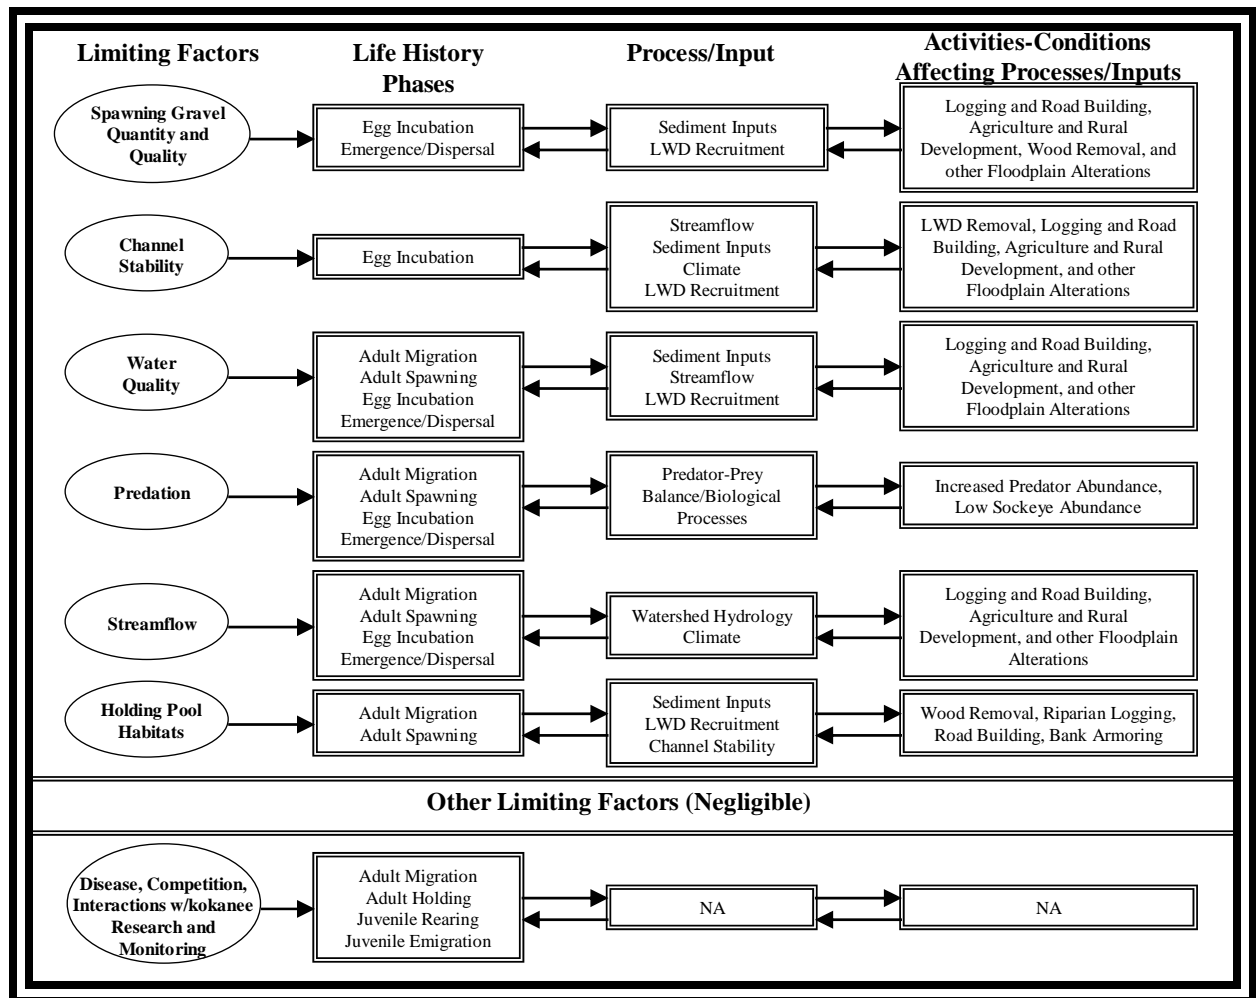 Limiting Factors
Life History
Phases
Process/Input
Activities-Conditions
Affecting Processes/Inputs
Spawning Gravel
Quantity and
Quality
Egg Incubation
Emergence/Dispersal
Sediment Inputs
LWD Recruitment
Logging and Road Building,
Agriculture and Rural
Development, Wood Removal, and
other Floodplain Alterations
Channel
Stability
Egg Incubation
Streamflow
Sediment Inputs
Climate
LWD Recruitment
LWD Removal, Logging and Road
Building, Agriculture and Rural
Development, and other
Floodplain Alterations
Water
Quality
Adult Migration
Adult Spawning
Egg Incubation
Emergence/Dispersal
Sediment Inputs
Streamflow
LWD Recruitment
Logging and Road Building,
Agriculture and Rural
Development, and other
Floodplain Alterations
Predation
Adult Migration
Adult Spawning
Egg Incubation
Emergence/Dispersal
Predator-Prey
Balance/Biological
Processes
Increased Predator Abundance,
Low Sockeye Abundance
Streamflow
Adult Migration
Adult Spawning
Egg Incubation
Emergence/Dispersal
Watershed Hydrology
Climate
Logging and Road Building,
Agriculture and Rural
Development, and other Floodplain
Alterations
Holding Pool
Habitats
Adult Migration
Adult Spawning
Sediment Inputs
LWD Recruitment
Channel Stability
Wood Removal, Riparian Logging,
Road Building, Bank Armoring
Other Limiting Factors (Negligible)
Disease, Competition,
Interactions w/kokanee
Research and
Monitoring
Adult Migration
Adult Holding
Juvenile Rearing
Juvenile Emigration
NA
NA